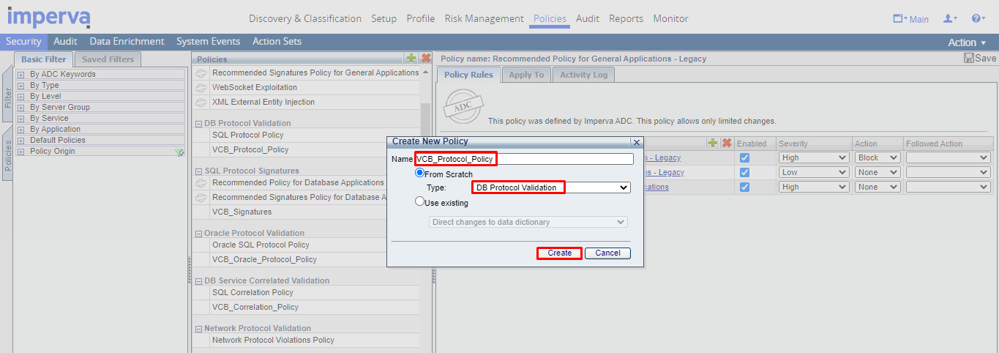 imperva
Discovery & Classification Setup Profile Risk Management Policies Audit Reports Monitor
Main
Security Audit Data Enrichment System Events Action Sets
Action
Filter
Policies
Basic Filter Saved Filters
By ADC Keywords
By Type
By Level
By Server Group
By Service
By Application
Default Policies
Policy Origin
Policies
Recommended Signatures Policy for General Applications
WebSocket Exploitation
XML External Entity Injection
DB Protocol Validation
SQL Protocol Policy
VCB_Protocol_Policy
SQL Protocol Signatures
Recommended Policy for Database Applications
Recommended Signatures Policy for Database A
VCB_Signatures
Oracle Protocol Validation
Oracle SQL Protocol Policy
VCB_Oracle_Protocol_Policy
DB Service Correlated Validation
SQL Correlation Policy
VCB_Correlation_Policy
Network Protocol Validation
Network Protocol Violations Policy
Policy name: Recommended Policy for General Applications - Legacy
Save
Policy Rules Apply To Activity Log
ADC
This policy was defined by Imperva ADC. This policy allows only limited changes.
Enabled Severity Action Followed Action
s - Legacy High Block
ns - Legacy Low None
cations High None
Create New Policy
Name VCB_Protocol_Policy
From Scratch
Type: DB Protocol Validation
Use existing
Direct changes to data dictionary
Create Cancel